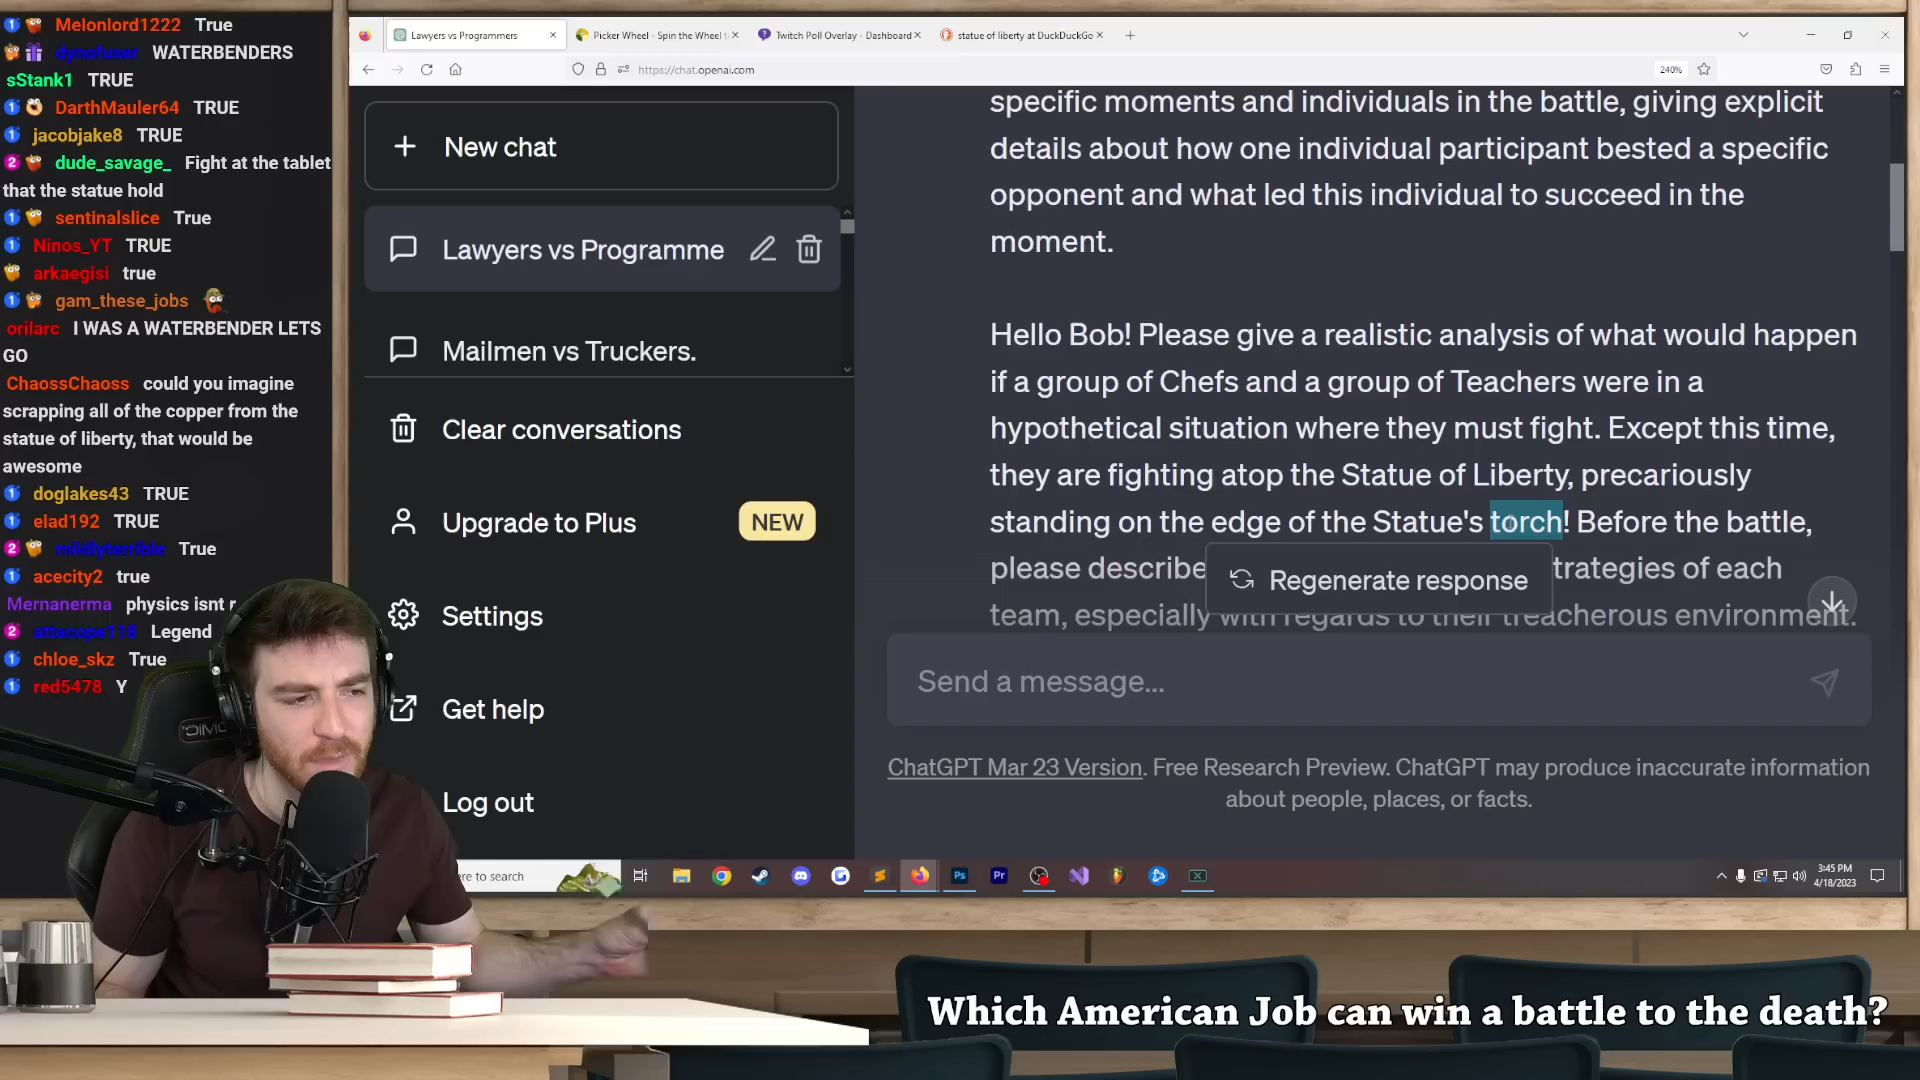 Melonlord1222 True
dynofuser WATERBENDERS
sStank1 TRUE
DarthMauler64 TRUE
jacobjake8 TRUE
dude_savage_ Fight at the tablet
that the statue hold
sentinalslice True
Ninos_YT TRUE
arkaegisi true
gam_these_jobs
orilarc I WAS A WATERBENDER LETS
GO
ChaossChaoss could you imagine
scrapping all of the copper from the
statue of liberty, that would be
awesome
doglakes43 TRUE
elad192 TRUE
mildlyterrible True
acecity2 true
Mernanerma physics isnt r
attacope118 Legend
chloe_skz True
red5478 Y
Lawyers vs Programmers
Picker Wheel - Spin the Wheel t
Twitch Poll Overlay - Dashboard
statue of liberty at DuckDuckGo
https://chat.openai.com
240%
New chat
Lawyers vs Programme
Mailmen vs Truckers.
Clear conversations
Upgrade to Plus NEW
Settings
Get help
Log out
specific moments and individuals in the battle, giving explicit
details about how one individual participant bested a specific
opponent and what led this individual to succeed in the
moment.
Hello Bob! Please give a realistic analysis of what would happen
if a group of Chefs and a group of Teachers were in a
hypothetical situation where they must fight. Except this time,
they are fighting atop the Statue of Liberty, precariously
standing on the edge of the Statue's torch! Before the battle,
please describe trategies of each
team, especially with regards to their treacherous environment.
Regenerate response
Send a message...
ChatGPT Mar 23 Version. Free Research Preview. ChatGPT may produce inaccurate information
about people, places, or facts.
ere to search
Ps
Pr
3:45 PM
4/18/2023
Which American Job can win a battle to the death?